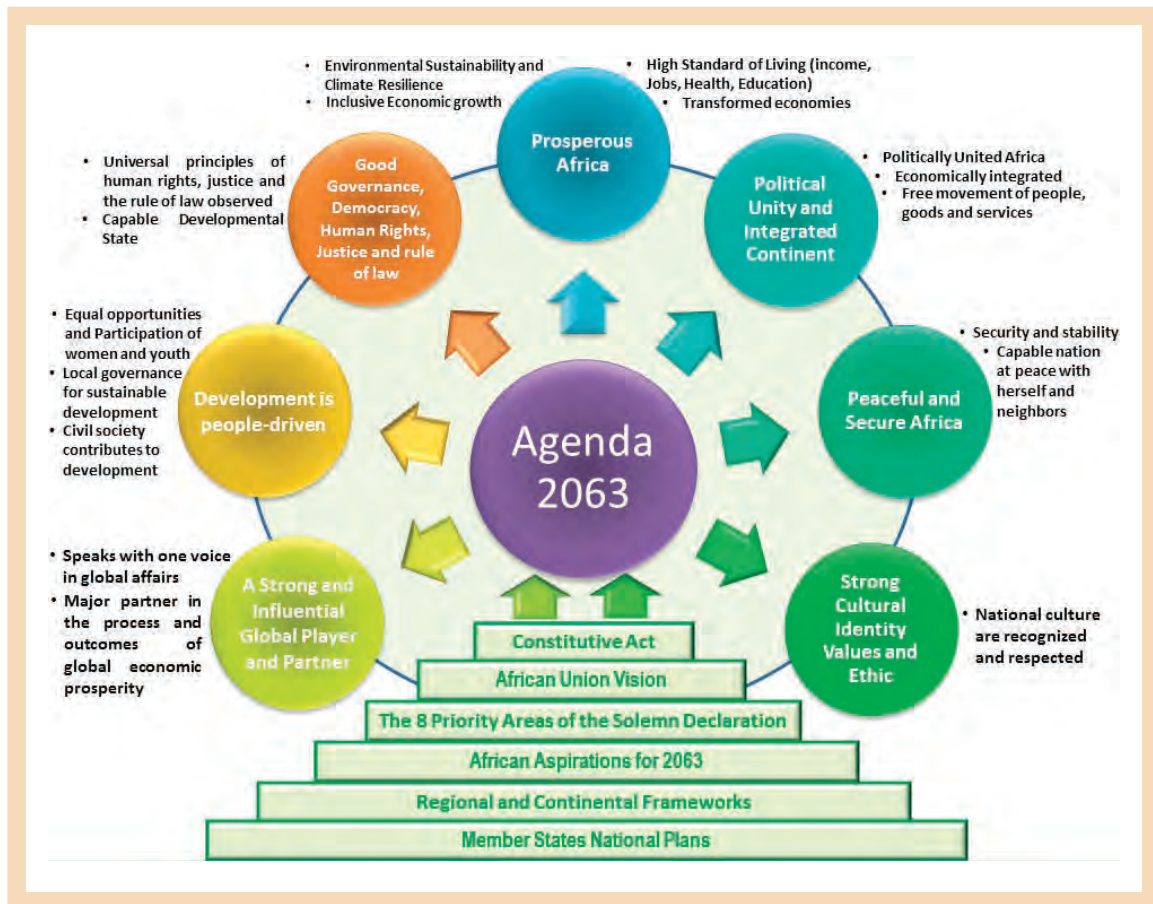 • Environmental Sustainability and
Climate Resilience
• Inclusive Economic growth
• High Standard of Living (income,
Jobs, Health, Education)
• Transformed economies
Prosperous
Africa
• Universal principles of
human rights, justice and
the rule of law observed
• Capable Developmental
State
Good
Governance,
Democracy,
Human Rights,
Justice and rule
of law
Political
Unity and
Integrated
Continent
• Politically United Africa
• Economically integrated
• Free movement of people,
goods and services
• Equal opportunities
and Participation of
women and youth
• Local governance
for sustainable
development
• Civil society
contributes to
development
Development is
people-driven
Agenda
2063
Peaceful and
Secure Africa
• Security and stability
• Capable nation
at peace with
herself and
neighbors
• Speaks with one voice
in global affairs
• Major partner in
the process and
outcomes of
global economic
prosperity
A Strong and
Influential
Global Player
and Partner
Strong
Cultural
Identity
Values and
Ethic
• National culture
are recognized
and respected
Constitutive Act
African Union Vision
The 8 Priority Areas of the Solemn Declaration
African Aspirations for 2063
Regional and Continental Frameworks
Member States National Plans